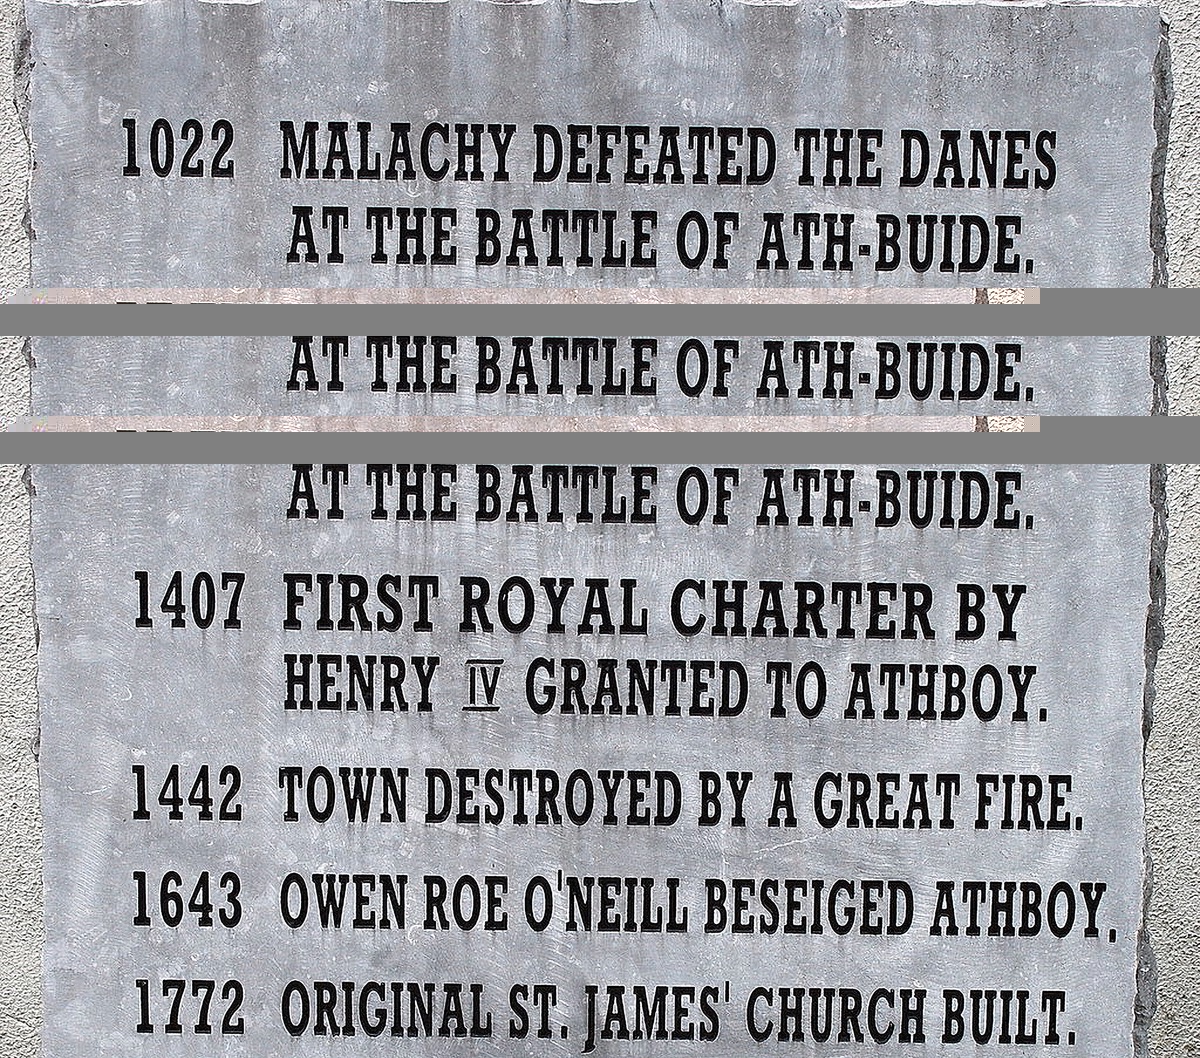 1022 MALACHY DEFEATED THE DANES
AT THE BATTLE OF ATH-BUIDE.
AT THE BATTLE OF ATH-BUIDE.
AT THE BATTLE OF ATH-BUIDE.
1407 FIRST ROYAL CHARTER BY
HENRY IV GRANTED TO ATHBOY.
1442 TOWN DESTROYED BY A GREAT FIRE.
1643 OWEN ROE O'NEILL BESEIGED ATHBOY.
1772 ORIGINAL ST. JAMES' CHURCH BUILT.